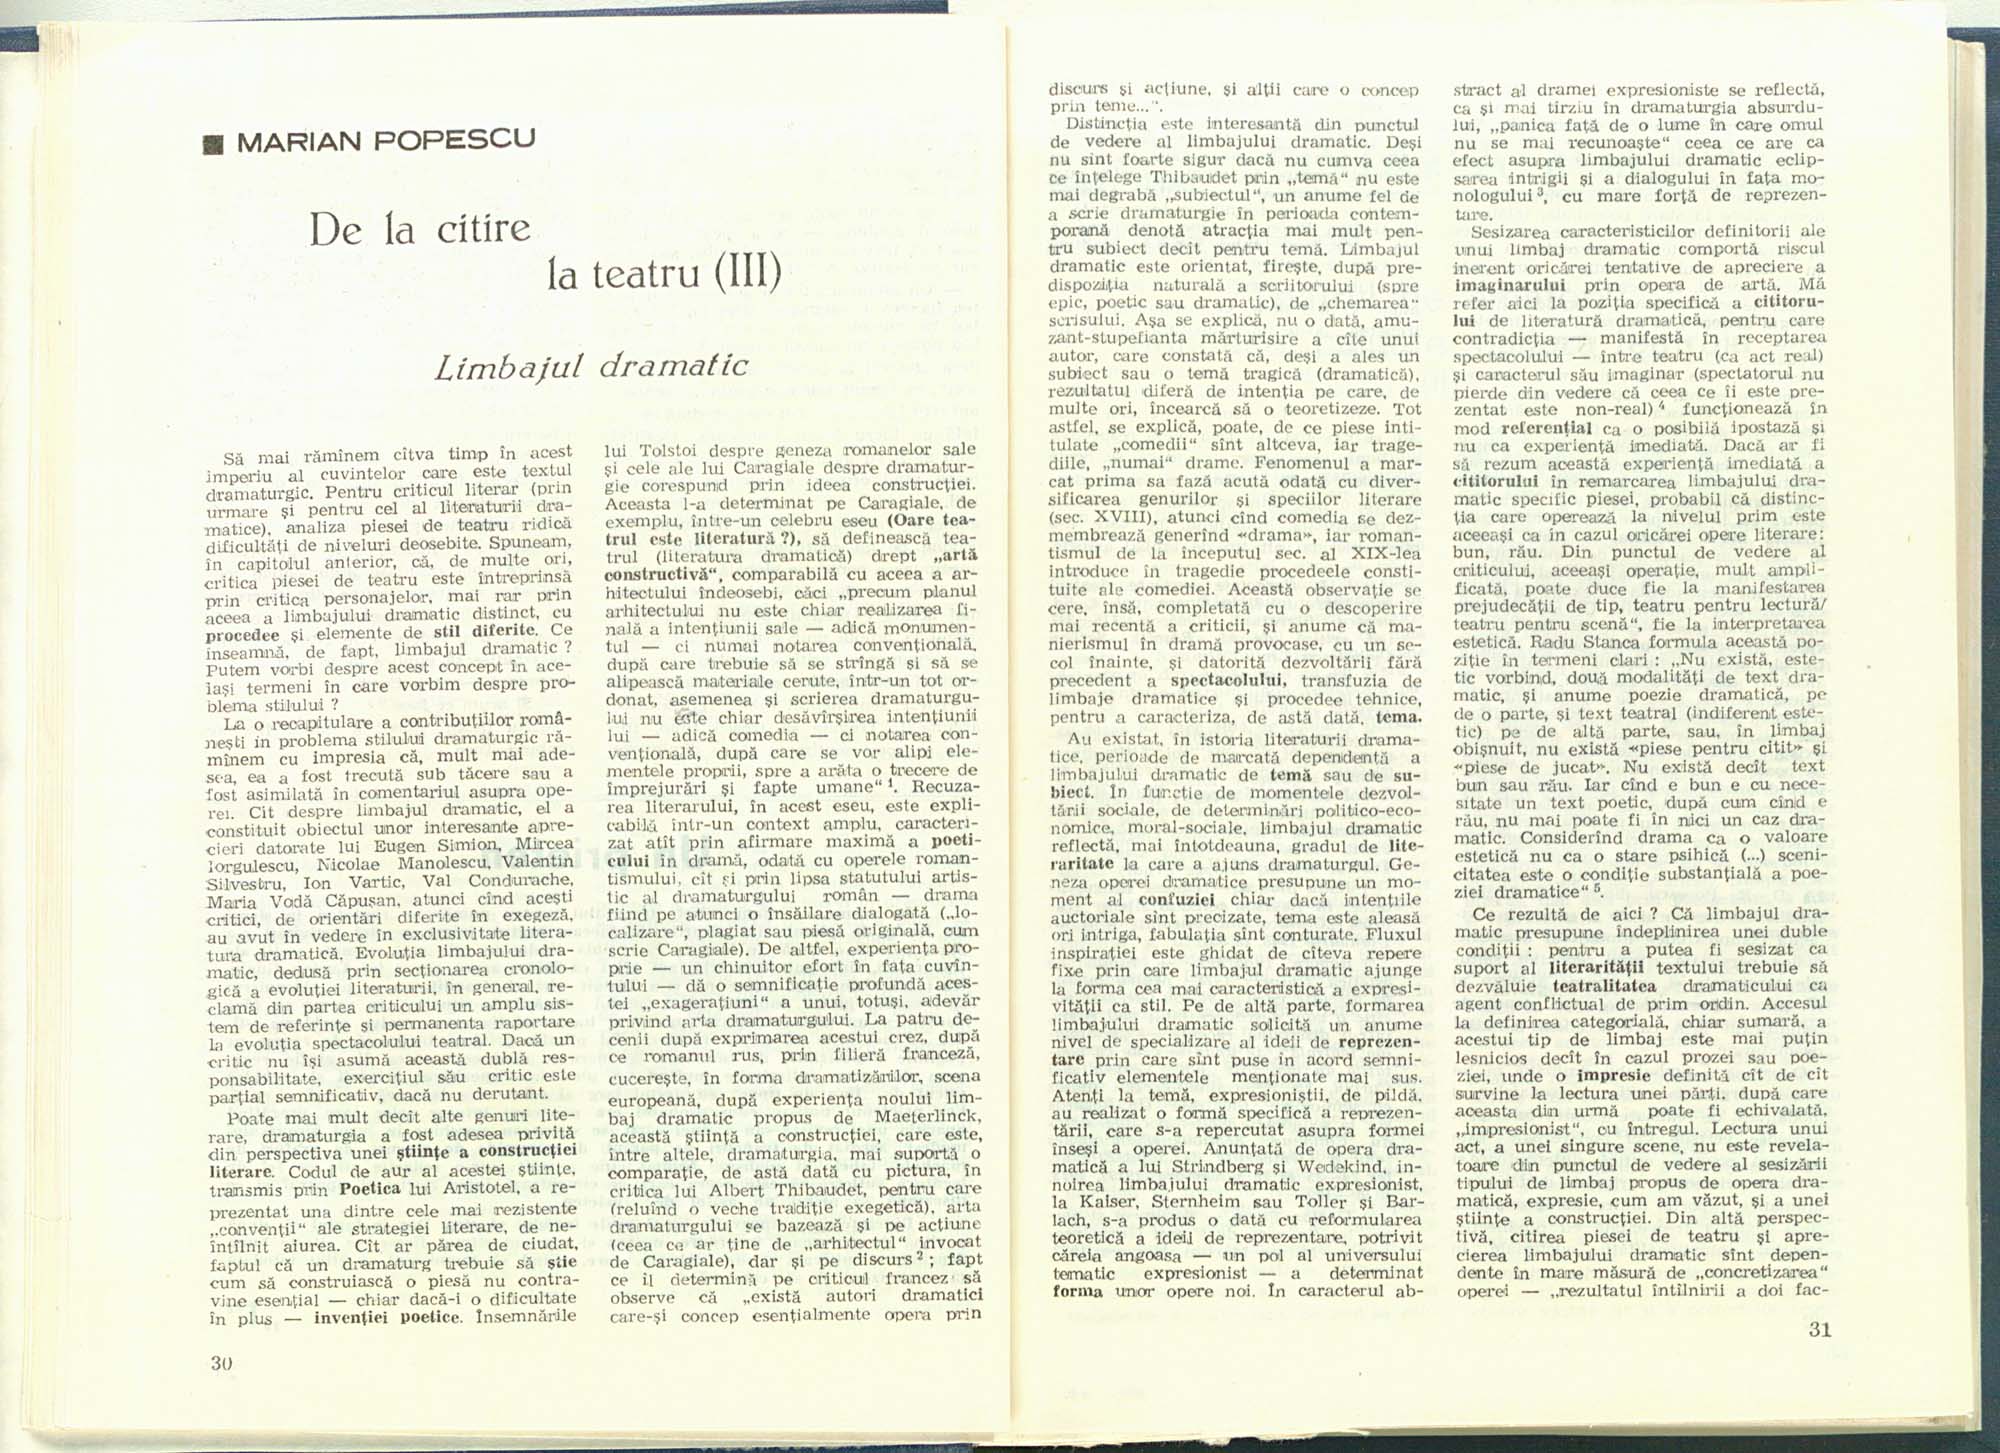 MARIAN POPESCU
De la citire
la teatru (III)
Limbajul dramatic
Să mai rămînem cîtva timp în acest
imperiu al cuvintelor care este textul
dramaturgic. Pentru criticul literar (prin
urmare și pentru cel al literaturii dra-
matice), analiza piesei de teatru ridică
dificultăți de niveluri deosebite. Spuneam,
în capitolul anterior, că, de multe ori,
critica piesei de teatru este întreprinsă
prin critica personajelor, mai rar prin
aceea a limbajului dramatic distinct, cu
procedee și elemente de stil diferite. Ce
înseamnă, de fapt, limbajul dramatic ?
Putem vorbi despre acest concept în ace-
iași termeni în care vorbim despre pro-
blema stilului ?
La o recapitulare a contribuțiilor româ-
nești în problema stilului dramaturgic ră-
mînem cu impresia că, mult mai ade-
sea, ea a fost trecută sub tăcere sau a
fost asimilată în comentariul asupra ope-
rei. Cît despre limbajul dramatic, el a
constituit obiectul unor interesante apre-
cieri datorate lui Eugen Simion, Mircea
Iorgulescu, Nicolae Manolescu, Valentin
Silvestru, Ion Vartic, Val Condurache,
Maria Vodă Căpușan, atunci cînd acești
critici, de orientări diferite în exegeză,
au avut în vedere în exclusivitate litera-
tura dramatică. Evoluția limbajului dra-
matic, dedusă prin secționarea cronolo-
gică a evoluției literaturii, în general, re-
clamă din partea criticului un amplu sis-
tem de referințe și permanenta raportare
la evoluția spectacolului teatral. Dacă un
critic nu își asumă această dublă res-
ponsabilitate, exercițiul său critic este
parțial semnificativ, dacă nu derutant.
Poate mai mult decît alte genuri lite-
rare, dramaturgia a fost adesea privită
din perspectiva unei științe a construcției
literare. Codul de aur al acestei științe,
transmis prin Poetica lui Aristotel, a re-
prezentat una dintre cele mai rezistente
„convenții“ ale strategiei literare, de ne-
întîlnit aiurea. Cît ar părea de ciudat,
faptul că un dramaturg trebuie să știe
cum să construiască o piesă nu contra-
vine esențial — chiar dacă-i o dificultate
în plus — invenției poetice. Însemnările
30
lui Tolstoi despre geneza romanelor sale
și cele ale lui Caragiale despre dramatur-
gie corespund prin ideea construcției.
Aceasta l-a determinat pe Caragiale, de
exemplu, într-un celebru eseu (Oare tea-
trul este literatură ?), să definească tea-
trul (literatura dramatică) drept „artă
constructivă“, comparabilă cu aceea a ar-
hitectului îndeosebi, căci „precum planul
arhitectului nu este chiar realizarea fi-
nală a intențiunii sale — adică monumen-
tul — ci numai notarea convențională,
după care trebuie să se strîngă și să se
alipească materiale cerute, într-un tot or-
donat, asemenea și scrierea dramaturgu-
lui nu este chiar desăvîrșirea intențiunii
lui — adică comedia — ci notarea con-
vențională, după care se vor alipi ele-
mentele proprii, spre a arăta o trecere de
împrejurări și fapte umane“ 1. Recuza-
rea literarului, în acest eseu, este expli-
cabilă într-un context amplu, caracteri-
zat atît prin afirmare maximă a poeti-
cului în dramă, odată cu operele roman-
tismului, cît și prin lipsa statutului artis-
tic al dramaturgului român — drama
fiind pe atunci o însăilare dialogată („lo-
calizare“, plagiat sau piesă originală, cum
scrie Caragiale). De altfel, experiența pro-
prie — un chinuitor efort în fața cuvîn-
tului — dă o semnificație profundă aces-
tei „exagerațiuni“ a unui, totuși, adevăr
privind arta dramaturgului. La patru de-
cenii după exprimarea acestui crez, după
ce romanul rus, prin filieră franceză,
cucerește, în forma dramatizărilor, scena
europeană, după experiența noului lim-
baj dramatic propus de Maeterlinck,
această știință a construcției, care este,
între altele, dramaturgia, mai suportă o
comparație, de astă dată cu pictura, în
critica lui Albert Thibaudet, pentru care
(reluînd o veche tradiție exegetică), arta
dramaturgului se bazează și pe acțiune
(ceea ce ar ține de „arhitectul“ invocat
de Caragiale), dar și pe discurs 2 ; fapt
ce îl determină pe criticul francez să
observe că „există autori dramatici
care-și concep esențialmente opera prin
discurs și acțiune, și alții care o concep
prin teme...“.
Distincția este interesantă din punctul
de vedere al limbajului dramatic. Deși
nu sînt foarte sigur dacă nu cumva ceea
ce înțelege Thibaudet prin „temă“ nu este
mai degrabă „subiectul“, un anume fel de
a scrie dramaturgie în perioada contem-
porană denotă atracția mai mult pen-
tru subiect decît pentru temă. Limbajul
dramatic este orientat, firește, după pre-
dispoziția naturală a scriitorului (spre
epic, poetic sau dramatic), de „chemarea“
scrisului. Așa se explică, nu o dată, amu-
zant-stupefianta mărturisire a cîte unui
autor, care constată că, deși a ales un
subiect sau o temă tragică (dramatică),
rezultatul diferă de intenția pe care, de
multe ori, încearcă să o teoretizeze. Tot
astfel, se explică, poate, de ce piese inti-
tulate „comedii“ sînt altceva, iar trage-
diile, „numai“ drame. Fenomenul a mar-
cat prima sa fază acută odată cu diver-
sificarea genurilor și speciilor literare
(sec. XVIII), atunci cînd comedia se dez-
membrează generînd «drama», iar roman-
tismul de la începutul sec. al XIX-lea
introduce în tragedie procedeele consti-
tuite ale comediei. Această observație se
cere, însă, completată cu o descoperire
mai recentă a criticii, și anume că ma-
nierismul în dramă provocase, cu un se-
col înainte, și datorită dezvoltării fără
precedent a spectacolului, transfuzia de
limbaje dramatice și procedee tehnice,
pentru a caracteriza, de astă dată, tema.
Au existat, în istoria literaturii drama-
tice, perioade de marcată dependentă a
limbajului dramatic de temă sau de su-
biect. În funcție de momentele dezvol-
tării sociale, de determinări politico-eco-
nomice, moral-sociale, limbajul dramatic
reflectă, mai întotdeauna, gradul de lite-
raritate la care a ajuns dramaturgul. Ge-
neza operei dramatice presupune un mo-
ment al confuziei chiar dacă intențiile
auctoriale sînt precizate, tema este aleasă
ori intriga, fabulația sînt conturate. Fluxul
inspirației este ghidat de cîteva repere
fixe prin care limbajul dramatic ajunge
la forma cea mai caracteristică a expresi-
vității ca stil. Pe de altă parte, formarea
limbajului dramatic solicită un anume
nivel de specializare al ideii de reprezen-
tare prin care sînt puse în acord semni-
ficativ elementele menționate mai sus.
Atenți la temă, expresioniștii, de pildă,
au realizat o formă specifică a reprezen-
tării, care s-a repercutat asupra formei
înseși a operei. Anunțată de opera dra-
matică a lui Strindberg și Wedekind, in-
noirea limbajului dramatic expresionist,
la Kaiser, Sternheim sau Toller și Bar-
lach, s-a produs o dată cu reformularea
teoretică a ideii de reprezentare, potrivit
căreia angoasa — un pol al universului
tematic expresionist — a determinat
forma unor opere noi. În caracterul ab-
stract al dramei expresioniste se reflectă,
ca și mai tîrziu în dramaturgia absurdu-
lui, „panica față de o lume în care omul
nu se mai recunoaște“ ceea ce are ca
efect asupra limbajului dramatic eclip-
sarea intrigii și a dialogului în fața mo-
nologului 3, cu mare forță de reprezen-
tare.
Sesizarea caracteristicilor definitorii ale
unui limbaj dramatic comportă riscul
inerent oricărei tentative de apreciere a
imaginarului prin opera de artă. Mă
refer aici la poziția specifică a cititoru-
lui de literatură dramatică, pentru care
contradicția — manifestă în receptarea
spectacolului — între teatru (ca act real)
și caracterul său imaginar (spectatorul nu
pierde din vedere că ceea ce îi este pre-
zentat este non-real) 4 funcționează în
mod referențial ca o posibilă ipostază și
nu ca experiență imediată. Dacă ar fi
să rezum această experiență imediată a
cititorului în remarcarea limbajului dra-
matic specific piesei, probabil că distinc-
ția care operează la nivelul prim este
aceeași ca în cazul oricărei opere literare:
bun, rău. Din punctul de vedere al
criticului, aceeași operație, mult ampli-
ficată, poate duce fie la manifestarea
prejudecății de tip, teatru pentru lectură/
teatru pentru scenă“, fie la interpretarea
estetică. Radu Stanca formula această po-
ziție în termeni clari : „Nu există, este-
tic vorbind, două modalități de text dra-
matic, și anume poezie dramatică, pe
de o parte, și text teatral (indiferent este-
tic) pe de altă parte, sau, în limbaj
obișnuit, nu există «piese pentru citit» și
«piese de jucat». Nu există decît text
bun sau rău. Iar cînd e bun e cu nece-
sitate un text poetic, după cum cînd e
rău, nu mai poate fi în nici un caz dra-
matic. Considerînd drama ca o valoare
estetică nu ca o stare psihică (...) sceni-
citatea este o condiție substanțială a poe-
ziei dramatice“ 5.
Ce rezultă de aici ? Că limbajul dra-
matic presupune îndeplinirea unei duble
condiții : pentru a putea fi sesizat ca
suport al literarității textului trebuie să
dezvăluie teatralitatea dramaticului ca
agent conflictual de prim ordin. Accesul
la definirea categorială, chiar sumară, a
acestui tip de limbaj este mai puțin
lesnicios decît în cazul prozei sau poe-
ziei, unde o impresie definită cît de cît
survine la lectura unei părți, după care
aceasta din urmă poate fi echivalată,
„impresionist“, cu întregul. Lectura unui
act, a unei singure scene, nu este revela-
toare din punctul de vedere al sesizării
tipului de limbaj propus de opera dra-
matică, expresie, cum am văzut, și a unei
științe a construcției. Din altă perspec-
tivă, citirea piesei de teatru și apre-
cierea limbajului dramatic sînt depen-
dente în mare măsură de „concretizarea“
operei — „rezultatul întîlnirii a doi fac-
31